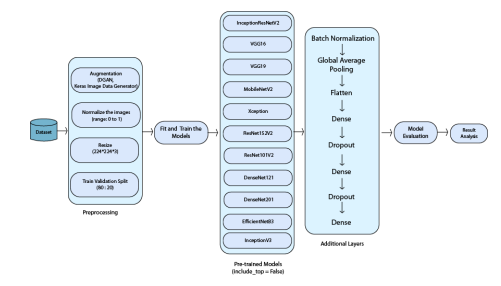 Dataset
Augmentation
(DGAN,
Keras Image Data Generator)
Normalize the images
(range: 0 to 1)
Resize
(224*224*3)
Train Validation Split
(80 : 20)
Preprocessing
Fit and Train the
Models
InceptionResNetV2
VGG16
VGG19
MobileNetV2
Xception
ResNet152V2
ResNet101V2
DenseNet121
DenseNet201
EfficientNetB3
InceptionV3
Pre-trained Models
(include_top = False)
Batch Normalization
Global Average
Pooling
Flatten
Dense
Dropout
Dense
Dropout
Dense
Additional Layers
Model
Evaluation
Result
Analysis